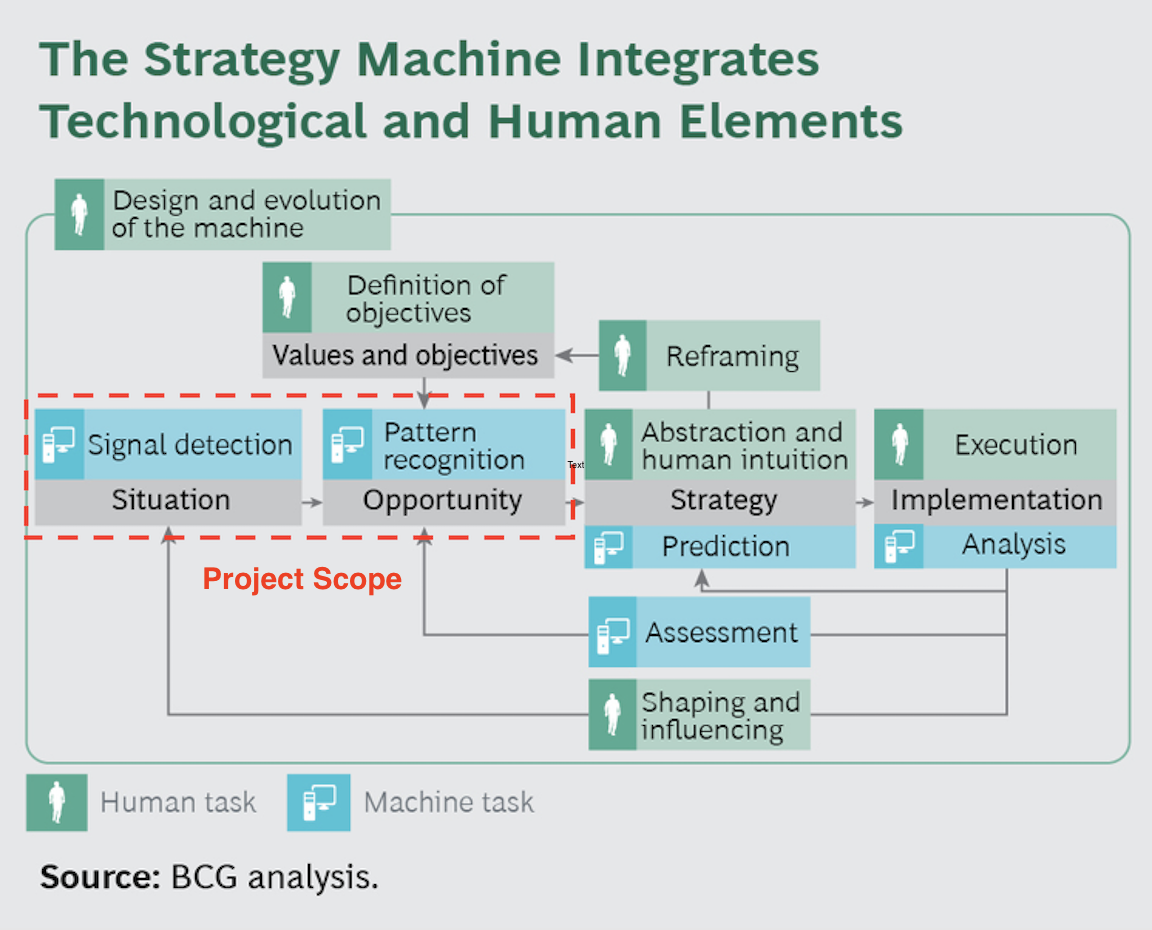 The Strategy Machine Integrates
Technological and Human Elements
Design and evolution
of the machine
Definition of
objectives
Values and objectives
Reframing
Signal detection
Situation
Pattern
recognition
Opportunity
Text
Abstraction and
human intuition
Strategy
Prediction
Execution
Implementation
Analysis
Project Scope
Assessment
Shaping and
influencing
Human task
Machine task
Source: BCG analysis.